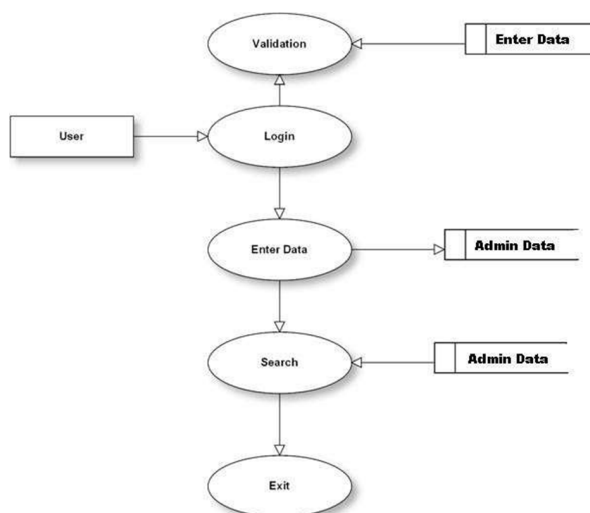 Validation
Enter Data
User
Login
Enter Data
Admin Data
Search
Admin Data
Exit